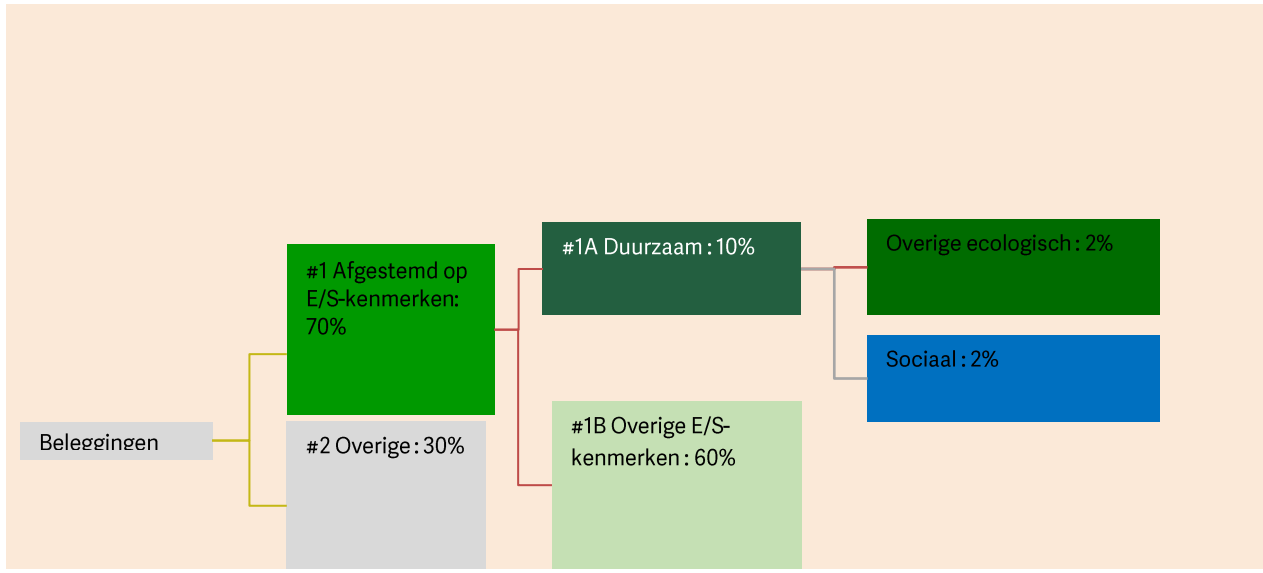 Beleggingen
#1 Afgestemd op
E/S-kenmerken:
70%
#2 Overige : 30%
#1A Duurzaam : 10%
#1B Overige E/S-
kenmerken : 60%
Overige ecologisch : 2%
Sociaal : 2%